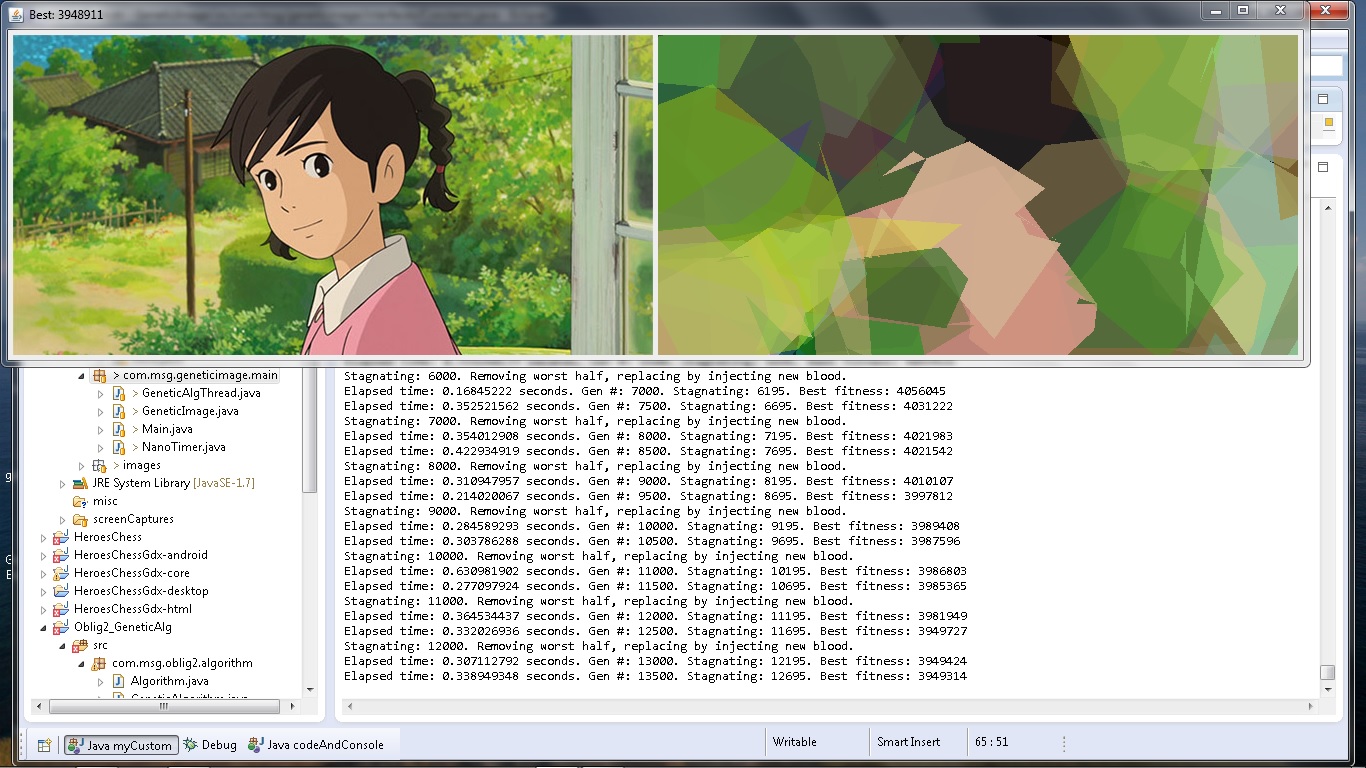 Best: 3948911
> com.msg.geneticimage.main
> GeneticAlgThread.java
> GeneticImage.java
> Main.java
> NanoTimer.java
> images
JRE System Library [JavaSE-1.7]
misc
screenCaptures
HeroesChess
HeroesChessGdx-android
HeroesChessGdx-core
HeroesChessGdx-desktop
HeroesChessGdx-html
Oblig2_GeneticAlg
src
com.msg.oblig2.algorithm
Algorithm.java
Stagnating: 6000. Removing worst half, replacing by injecting new blood.
Elapsed time: 0.16845222 seconds. Gen #: 7000. Stagnating: 6195. Best fitness: 4056045
Elapsed time: 0.352521562 seconds. Gen #: 7500. Stagnating: 6695. Best fitness: 4031222
Stagnating: 7000. Removing worst half, replacing by injecting new blood.
Elapsed time: 0.354012908 seconds. Gen #: 8000. Stagnating: 7195. Best fitness: 4021983
Elapsed time: 0.422934919 seconds. Gen #: 8500. Stagnating: 7695. Best fitness: 4021542
Stagnating: 8000. Removing worst half, replacing by injecting new blood.
Elapsed time: 0.310947957 seconds. Gen #: 9000. Stagnating: 8195. Best fitness: 4010107
Elapsed time: 0.214020067 seconds. Gen #: 9500. Stagnating: 8695. Best fitness: 3997812
Stagnating: 9000. Removing worst half, replacing by injecting new blood.
Elapsed time: 0.284589293 seconds. Gen #: 10000. Stagnating: 9195. Best fitness: 3989408
Elapsed time: 0.303786288 seconds. Gen #: 10500. Stagnating: 9695. Best fitness: 3987596
Stagnating: 10000. Removing worst half, replacing by injecting new blood.
Elapsed time: 0.630981902 seconds. Gen #: 11000. Stagnating: 10195. Best fitness: 3986803
Elapsed time: 0.277097924 seconds. Gen #: 11500. Stagnating: 10695. Best fitness: 3985365
Stagnating: 11000. Removing worst half, replacing by injecting new blood.
Elapsed time: 0.364534437 seconds. Gen #: 12000. Stagnating: 11195. Best fitness: 3981949
Elapsed time: 0.332026936 seconds. Gen #: 12500. Stagnating: 11695. Best fitness: 3949727
Stagnating: 12000. Removing worst half, replacing by injecting new blood.
Elapsed time: 0.307112792 seconds. Gen #: 13000. Stagnating: 12195. Best fitness: 3949424
Elapsed time: 0.338949348 seconds. Gen #: 13500. Stagnating: 12695. Best fitness: 3949314
Java myCustom
Debug
Java codeAndConsole
Writable
Smart Insert
65 : 51